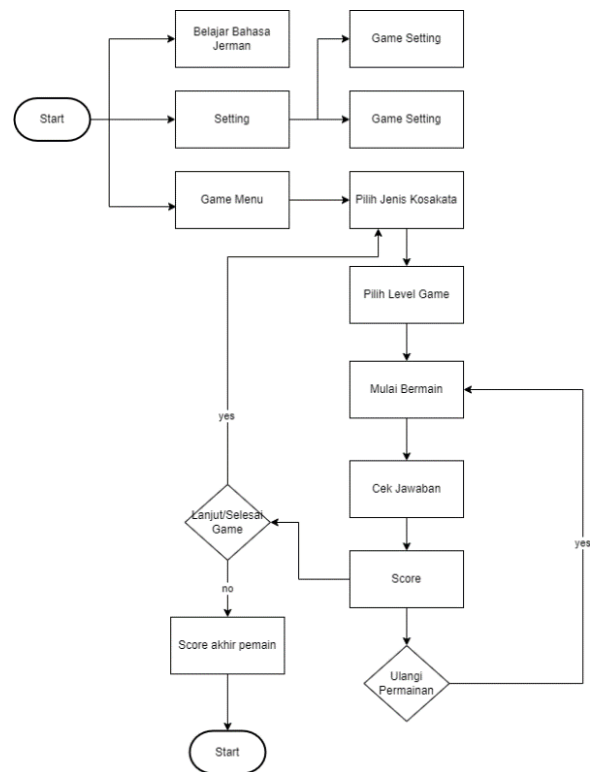 Belajar Bahasa
Jerman
Game Setting
Start
Setting
Game Setting
Game Menu
Pilih Jenis Kosakata
Pilih Level Game
Mulai Bermain
yes
Cek Jawaban
Lanjut/Selesai
Game
yes
Score
no
Score akhir pemain
Ulangi
Permainan
Start